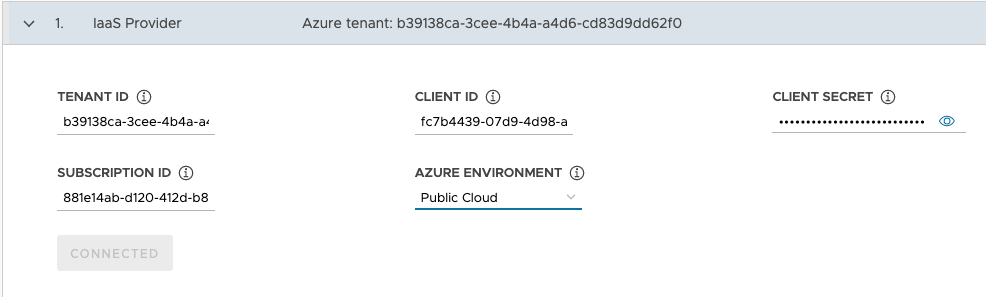 1. IaaS Provider Azure tenant: b39138ca-3cee-4b4a-a4d6-cd83d9dd62f0
TENANT ID CLIENT ID CLIENT SECRET
b39138ca-3cee-4b4a-a4 fc7b4439-07d9-4d98-a ••••••••••••••••••••••••••
SUBSCRIPTION ID AZURE ENVIRONMENT
881e14ab-d120-412d-b8 Public Cloud
CONNECTED